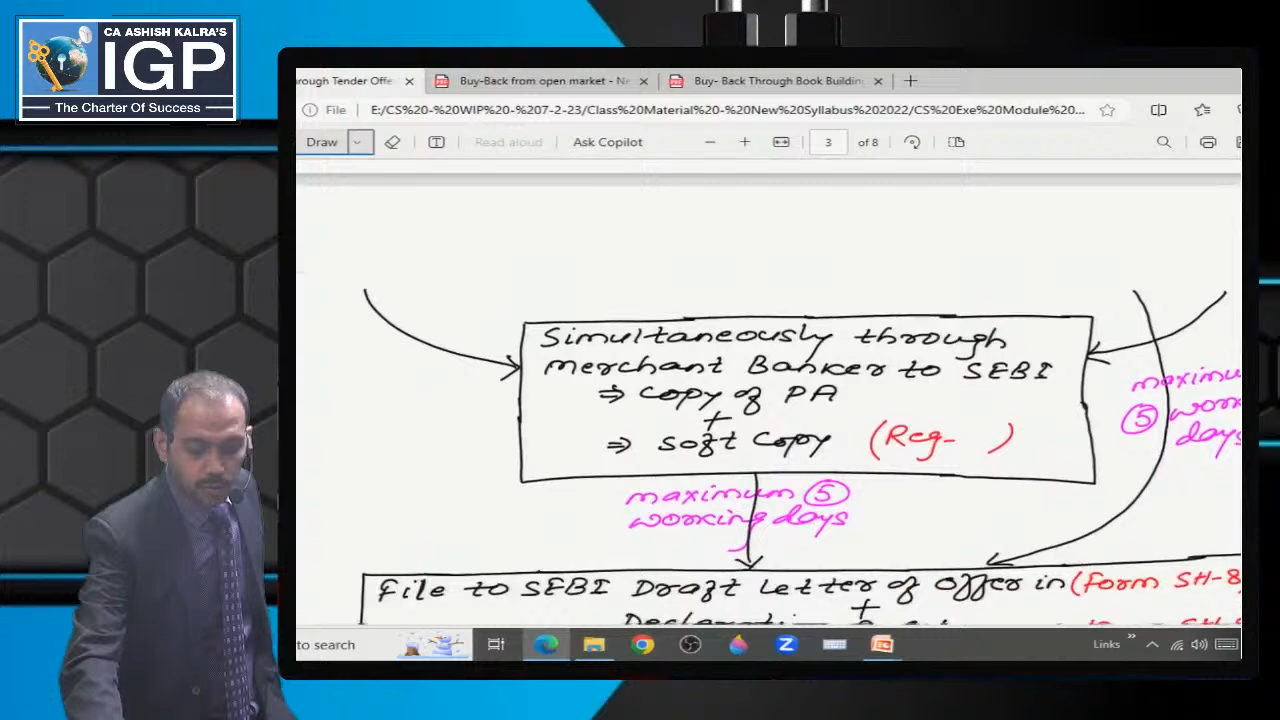 CA ASHISH KALRA'S
IGP
The Charter Of Success
hrough Tender Offe
Buy-Back from open market - Ne
Buy- Back Through Book Building
File
E:/CS%20-%20WIP%20-%207-2-23/Class%20Material%20-%20New%20Syllabus%202022/CS%20Exe%20Module%20...
Draw
Read aloud
Ask Copilot
3
of 8
Simultaneously through
Merchant Banker to SEBI
⇒ Copy of PA
+
⇒ Soft Copy (Reg- )
maximu
5 work
days
maximum 5
working days
File to SEBI Draft Letter of offer in (Form SH-8
+
to search
Links